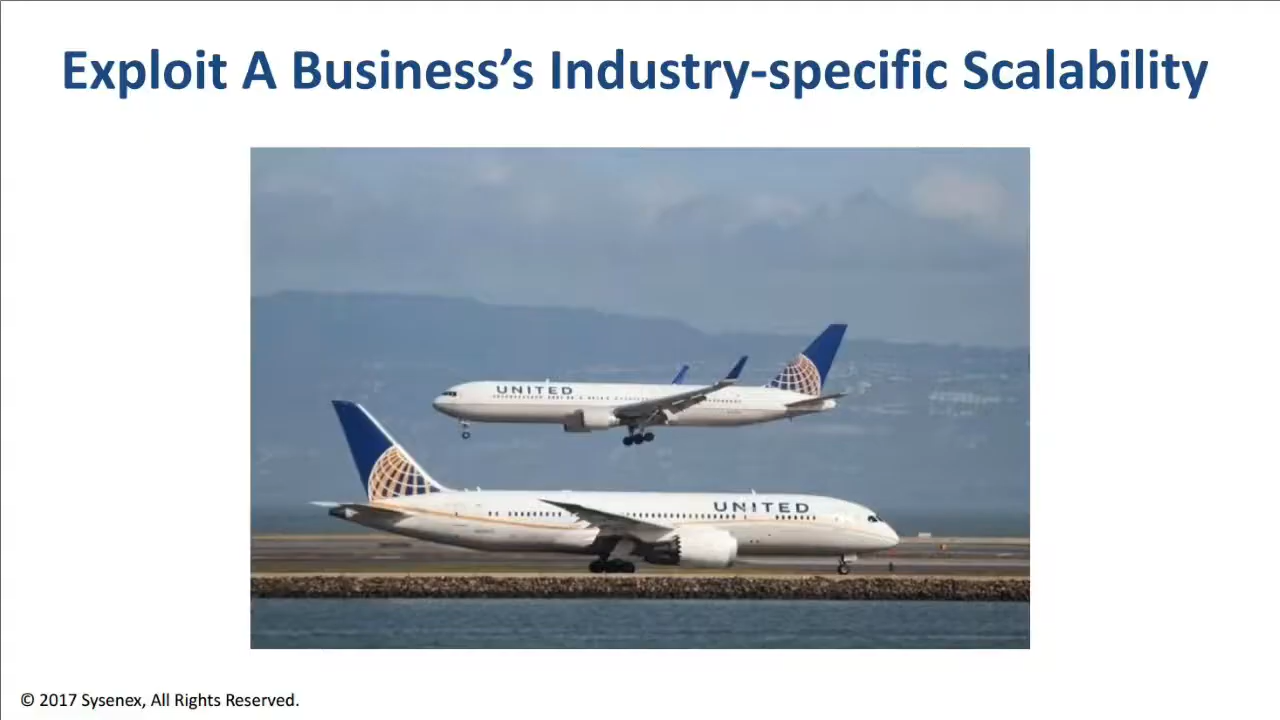 Exploit A Business’s Industry-specific Scalability
UNITED
UNITED
© 2017 Sysenex, All Rights Reserved.